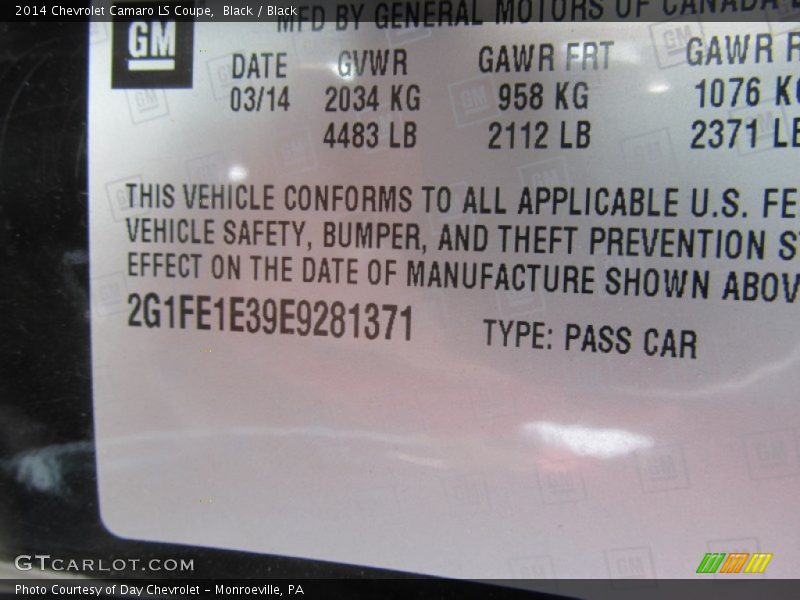 2014 Chevrolet Camaro LS Coupe, Black / Black
MFD BY GENERAL MOTORS OF CANADA
GM
DATE GVWR GAWR FRT GAWR
03/14 2034 KG 958 KG 1076 KG
4483 LB 2112 LB 2371 LB
THIS VEHICLE CONFORMS TO ALL APPLICABLE U.S. FE
VEHICLE SAFETY, BUMPER, AND THEFT PREVENTION S
EFFECT ON THE DATE OF MANUFACTURE SHOWN ABOV
2G1FE1E39E9281371 TYPE: PASS CAR
GTCARLOT.COM
Photo Courtesy of Day Chevrolet – Monroeville, PA